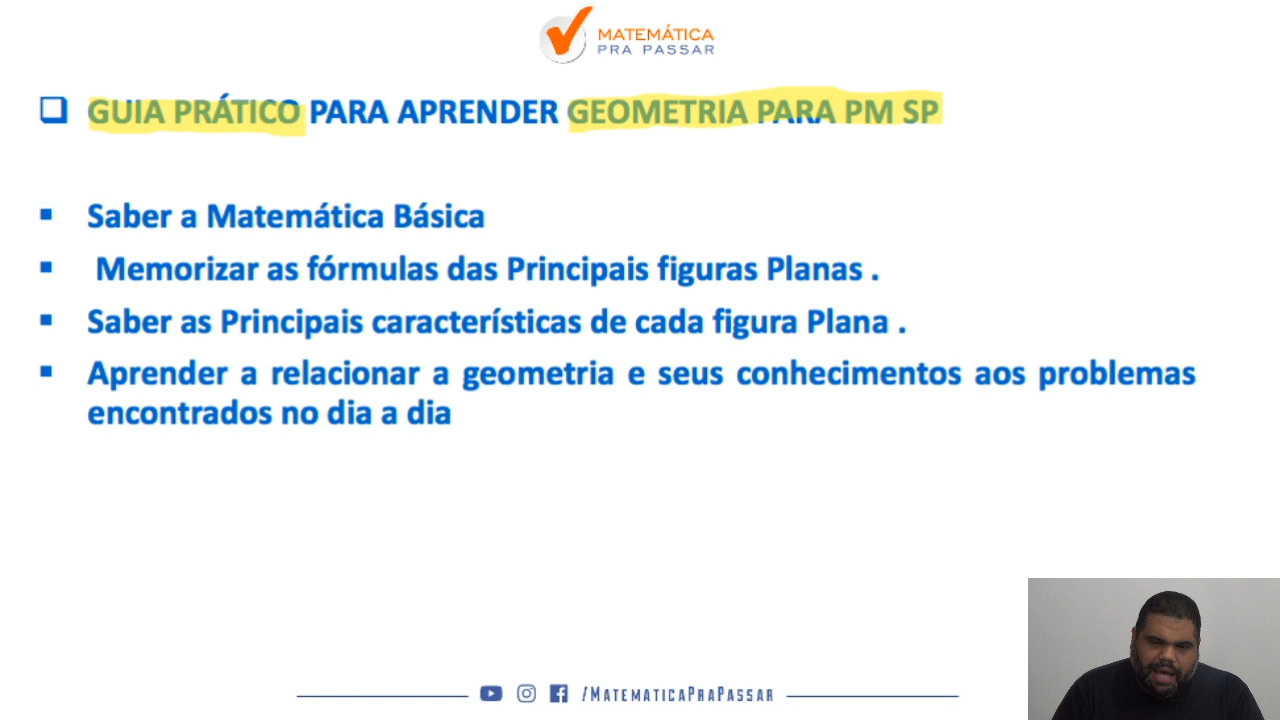 MATEMÁTICA
PRA PASSAR
GUIA PRÁTICO PARA APRENDER GEOMETRIA PARA PM SP
Saber a Matemática Básica
Memorizar as fórmulas das Principais figuras Planas .
Saber as Principais características de cada figura Plana .
Aprender a relacionar a geometria e seus conhecimentos aos problemas
encontrados no dia a dia
/MATEMATICAPRAPASSAR